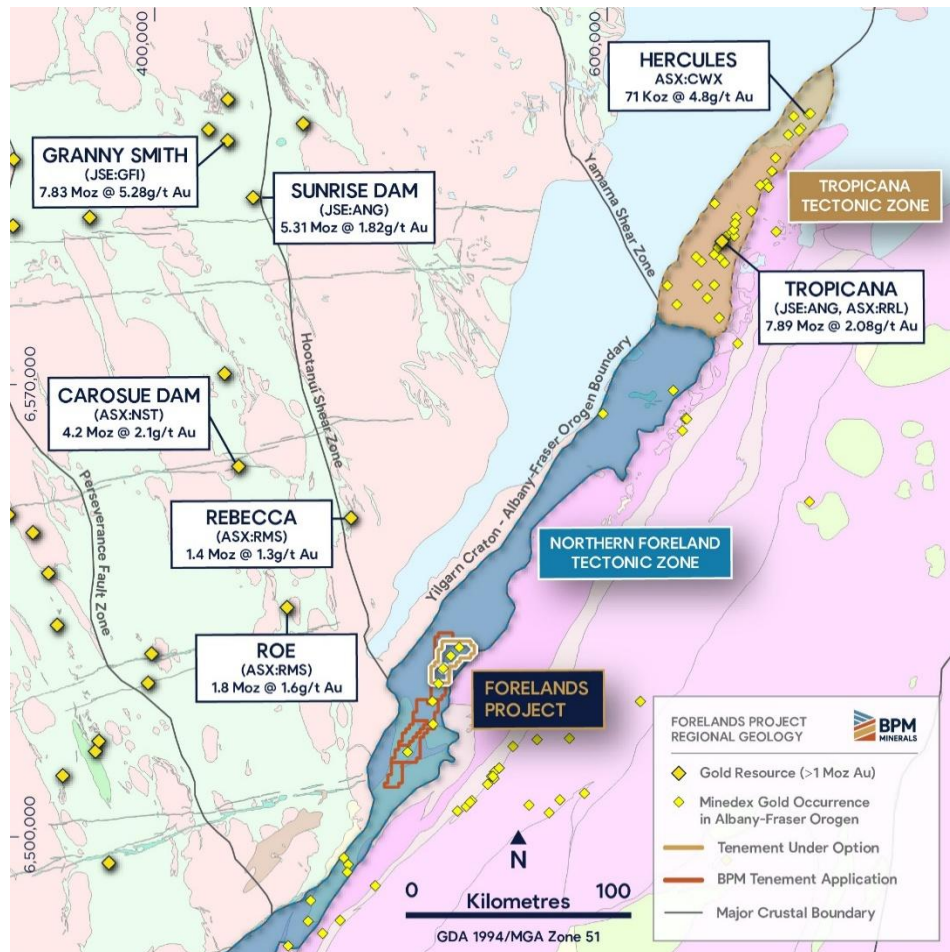 400,000
600,000
HERCULES
ASX:CWX
71 Koz @ 4.8g/t Au
GRANNY SMITH
(JSE:GFI)
7.83 Moz @ 5.28g/t Au
SUNRISE DAM
(JSE:ANG)
5.31 Moz @ 1.82g/t Au
Yamarna Shear Zone
TROPICANA
TECTONIC ZONE
TROPICANA
(JSE:ANG, ASX:RRL)
7.89 Moz @ 2.08g/t Au
6,570,000
Hootanui Shear Zone
CAROSUE DAM
(ASX:NST)
4.2 Moz @ 2.1g/t Au
Yilgarn Craton - Albany-Fraser Orogen Boundary
Perseverance Fault Zone
REBECCA
(ASX:RMS)
1.4 Moz @ 1.3g/t Au
NORTHERN FORELAND
TECTONIC ZONE
ROE
(ASX:RMS)
1.8 Moz @ 1.6g/t Au
FORELANDS
PROJECT
6,500,000
FORELANDS PROJECT
REGIONAL GEOLOGY
BPM
MINERALS
Gold Resource (>1 Moz Au)
Minedex Gold Occurrence
in Albany-Fraser Orogen
Tenement Under Option
BPM Tenement Application
Major Crustal Boundary
N
0 100
Kilometres
GDA 1994/MGA Zone 51